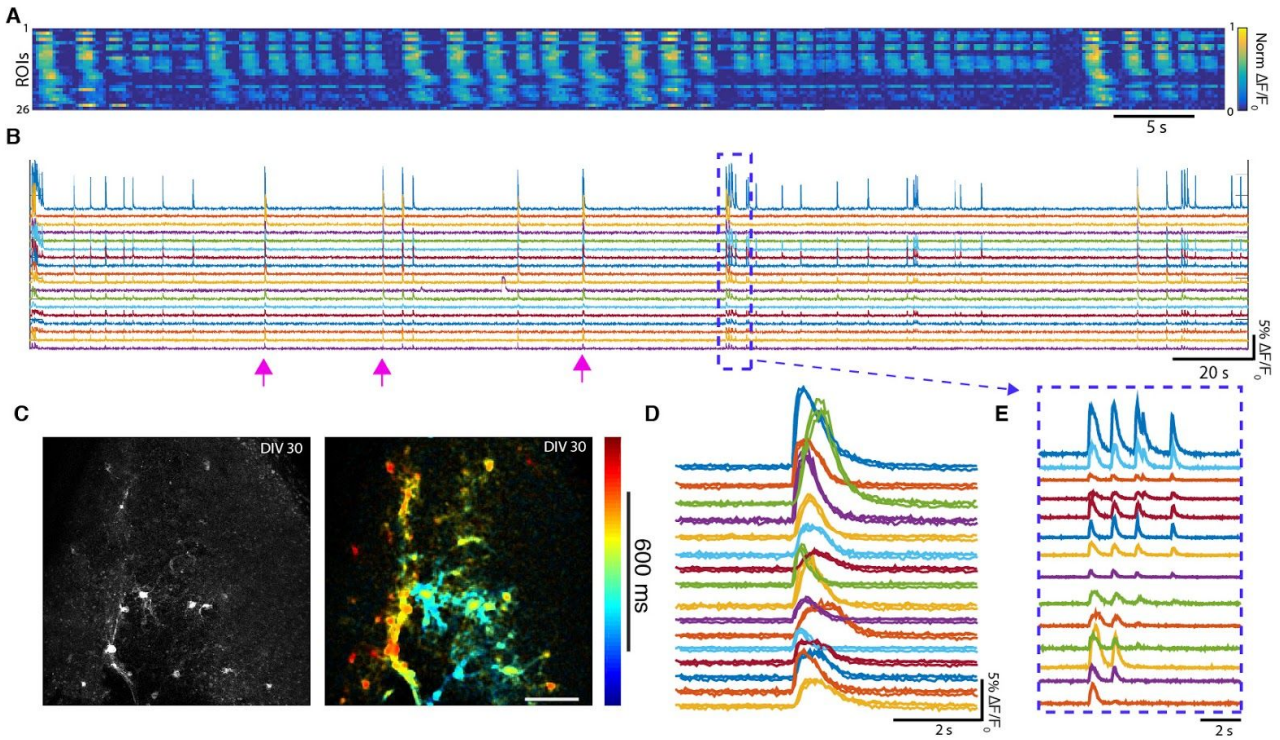 A
1
ROIs
26
1
Norm ΔF/F0
0
5 s
B
5% ΔF/F0
20 s
C
DIV 30
DIV 30
600 ms
D
5% ΔF/F0
2 s
E
2 s